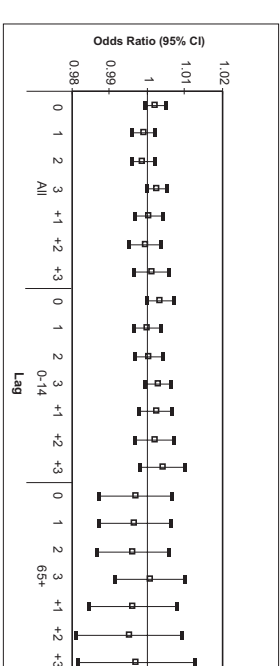 Odds Ratio (95% CI)
1.02
1.01
1
0.99
0.98
0 1 2 3 +1 +2 +3 0 1 2 3 +1 +2 +3 0 1 2 3 +1 +2 +3
All 0-14 65+
Lag